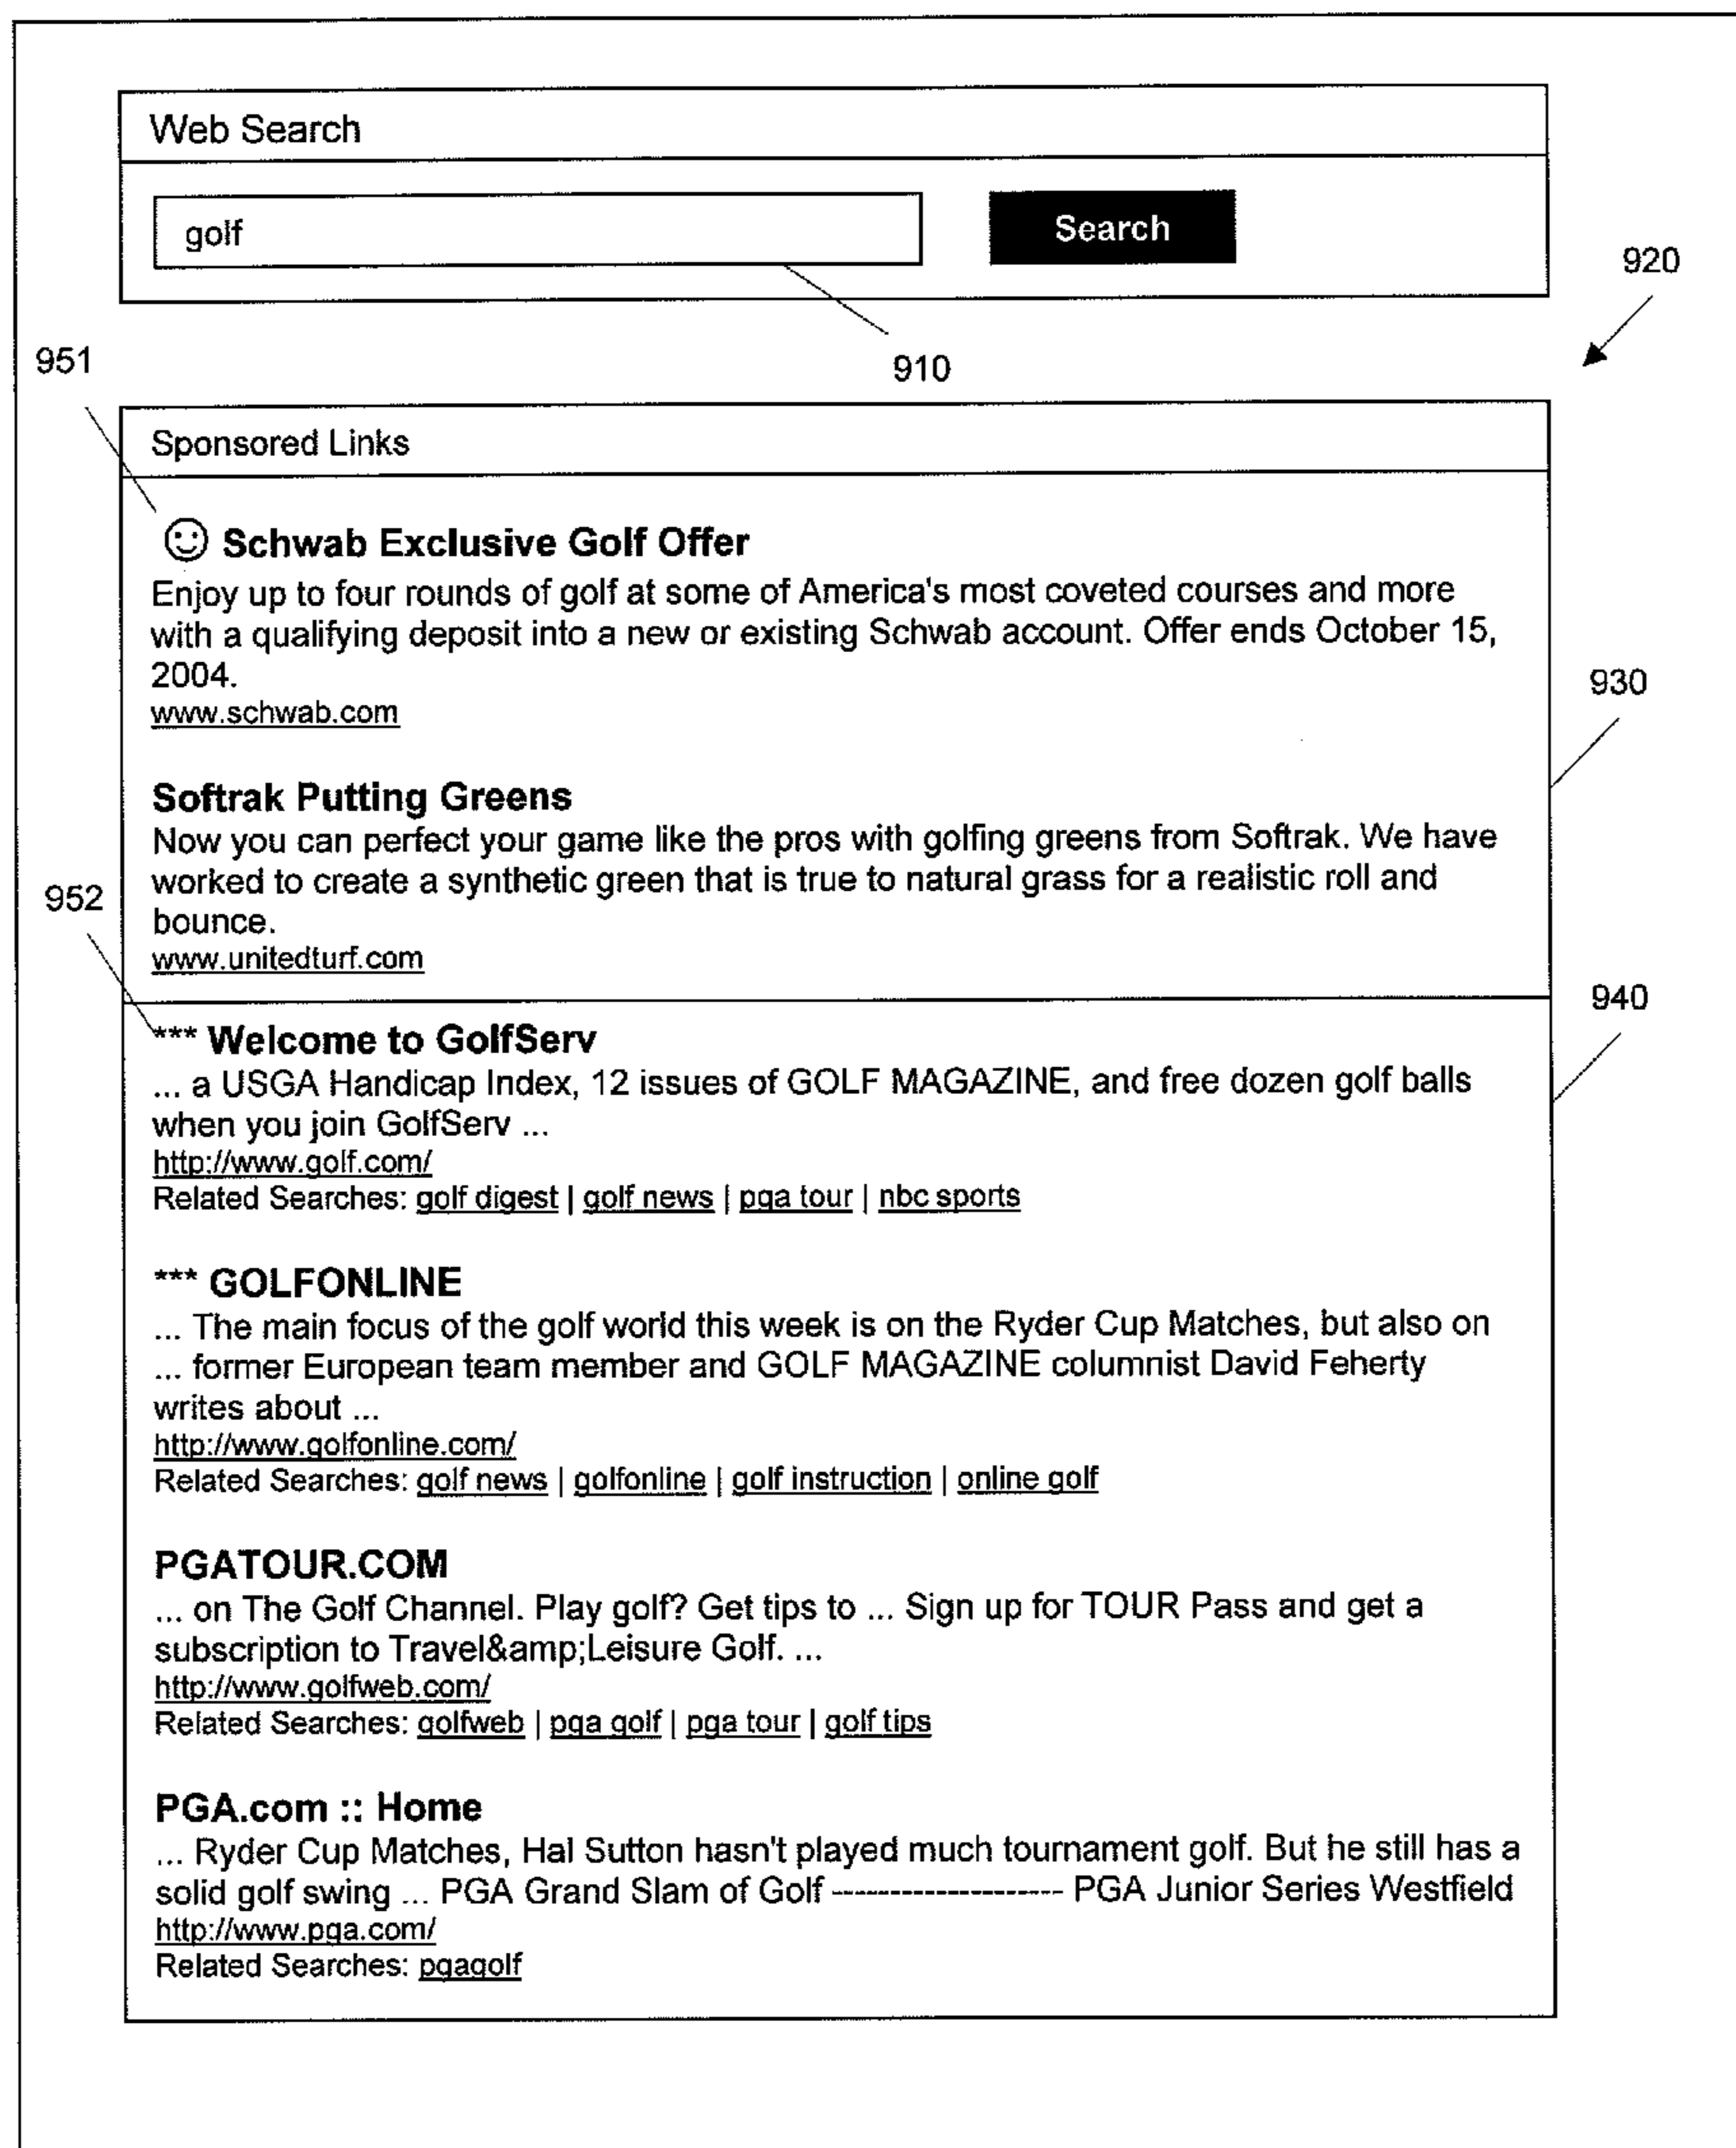 Web Search
golf
Search
920
951
910
Sponsored Links
Schwab Exclusive Golf Offer
Enjoy up to four rounds of golf at some of America's most coveted courses and more
with a qualifying deposit into a new or existing Schwab account. Offer ends October 15,
2004.
www.schwab.com
930
Softrak Putting Greens
Now you can perfect your game like the pros with golfing greens from Softrak. We have
worked to create a synthetic green that is true to natural grass for a realistic roll and
bounce.
www.unitedturf.com
952
940
*** Welcome to GolfServ
... a USGA Handicap Index, 12 issues of GOLF MAGAZINE, and free dozen golf balls
when you join GolfServ ...
http://www.golf.com/
Related Searches: golf digest | golf news | pga tour | nbc sports
*** GOLFONLINE
... The main focus of the golf world this week is on the Ryder Cup Matches, but also on
... former European team member and GOLF MAGAZINE columnist David Feherty
writes about ...
http://www.golfonline.com/
Related Searches: golf news | golfonline | golf instruction | online golf
PGATOUR.COM
... on The Golf Channel. Play golf? Get tips to ... Sign up for TOUR Pass and get a
subscription to Travel&amp;Leisure Golf. ...
http://www.golfweb.com/
Related Searches: golfweb | pga golf | pga tour | golf tips
PGA.com :: Home
... Ryder Cup Matches, Hal Sutton hasn't played much tournament golf. But he still has a
solid golf swing ... PGA Grand Slam of Golf --------------------- PGA Junior Series Westfield
http://www.pga.com/
Related Searches: pgagolf